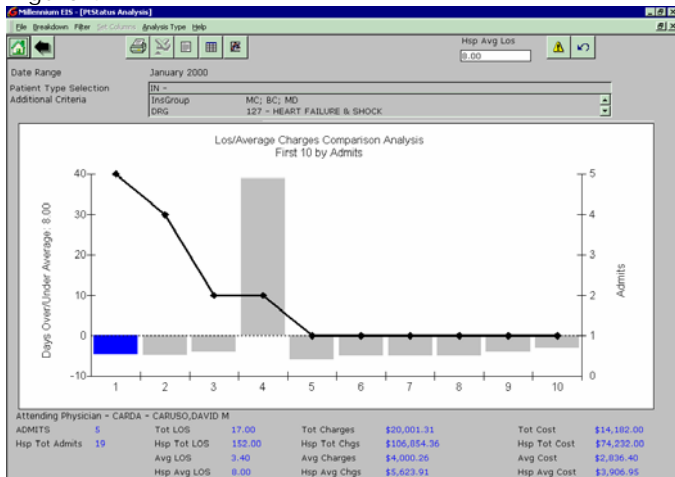 Millennium EIS - [PtStatus Analysis]
File Breakdown Filter Set Columns Analysis Type Help
Hsp Avg Los
8.00
Date Range January 2000
Patient Type Selection IN -
Additional Criteria InsGroup MC; BC; MD
DRG 127 - HEART FAILURE & SHOCK
Los/Average Charges Comparison Analysis
First 10 by Admits
Days Over/Under Average: 8.00
40
30
20
10
0
-10
5
4
3
2
1
0
Admits
1 2 3 4 5 6 7 8 9 10
Attending Physician - CARDA - CARUSO,DAVID M
ADMITS 5 Tot LOS 17.00 Tot Charges $20,001.31 Tot Cost $14,182.00
Hsp Tot Admits 19 Hsp Tot LOS 152.00 Hsp Tot Chgs $106,854.36 Hsp Tot Cost $74,232.00
Avg LOS 3.40 Avg Charges $4,000.26 Avg Cost $2,836.40
Hsp Avg LOS 8.00 Hsp Avg Chgs $5,623.91 Hsp Avg Cost $3,906.95